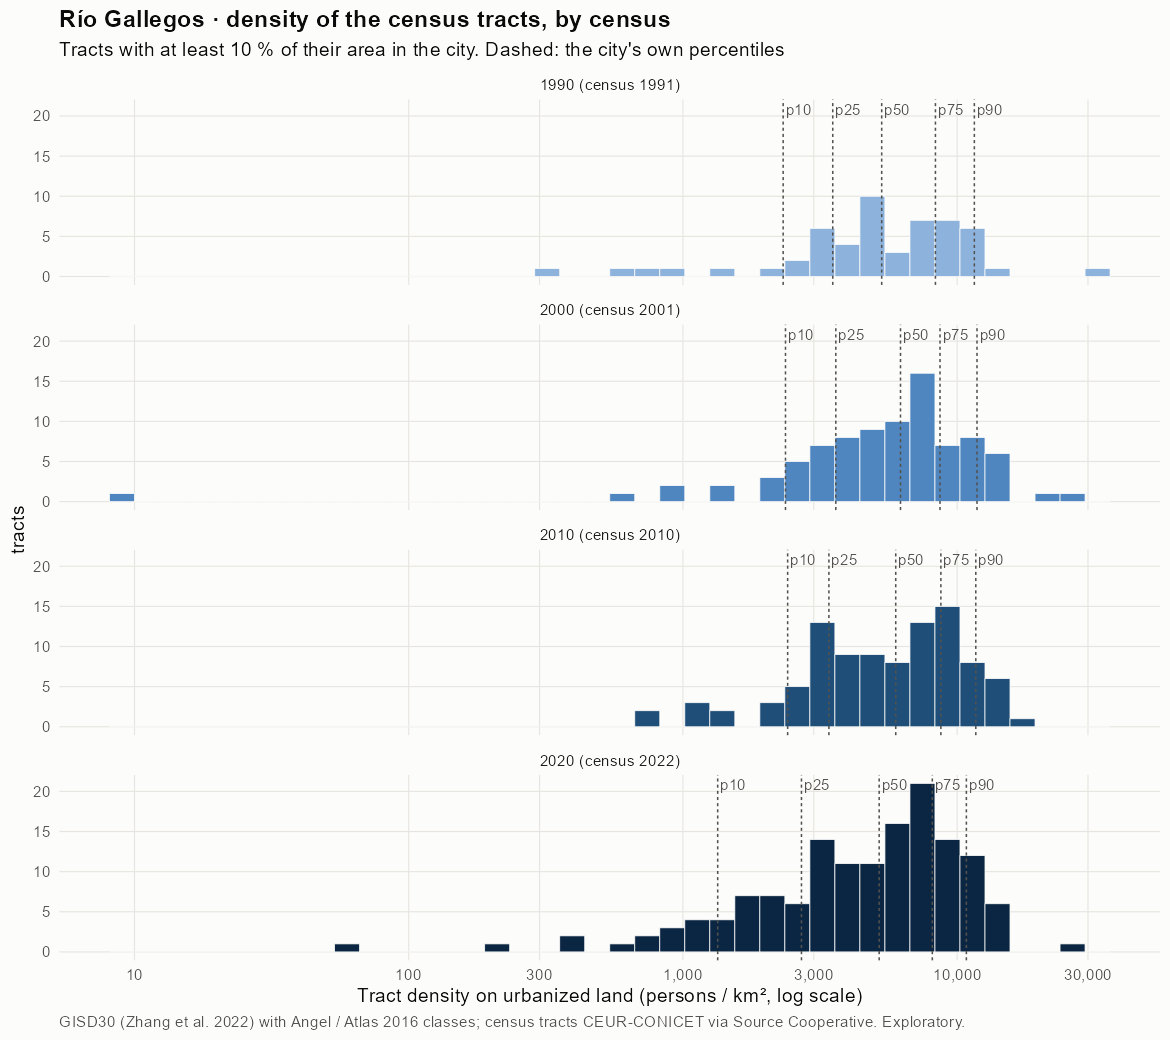 Río Gallegos · density of the census tracts, by census
Tracts with at least 10 % of their area in the city. Dashed: the city's own percentiles
1990 (census 1991)
p10 p25 p50 p75 p90
20
15
10
5
0
2000 (census 2001)
p10 p25 p50 p75 p90
20
15
10
5
0
2010 (census 2010)
p10 p25 p50 p75 p90
20
15
10
5
0
2020 (census 2022)
p10 p25 p50 p75 p90
20
15
10
5
0
tracts
10 100 300 1,000 3,000 10,000 30,000
Tract density on urbanized land (persons / km², log scale)
GISD30 (Zhang et al. 2022) with Angel / Atlas 2016 classes; census tracts CEUR-CONICET via Source Cooperative. Exploratory.